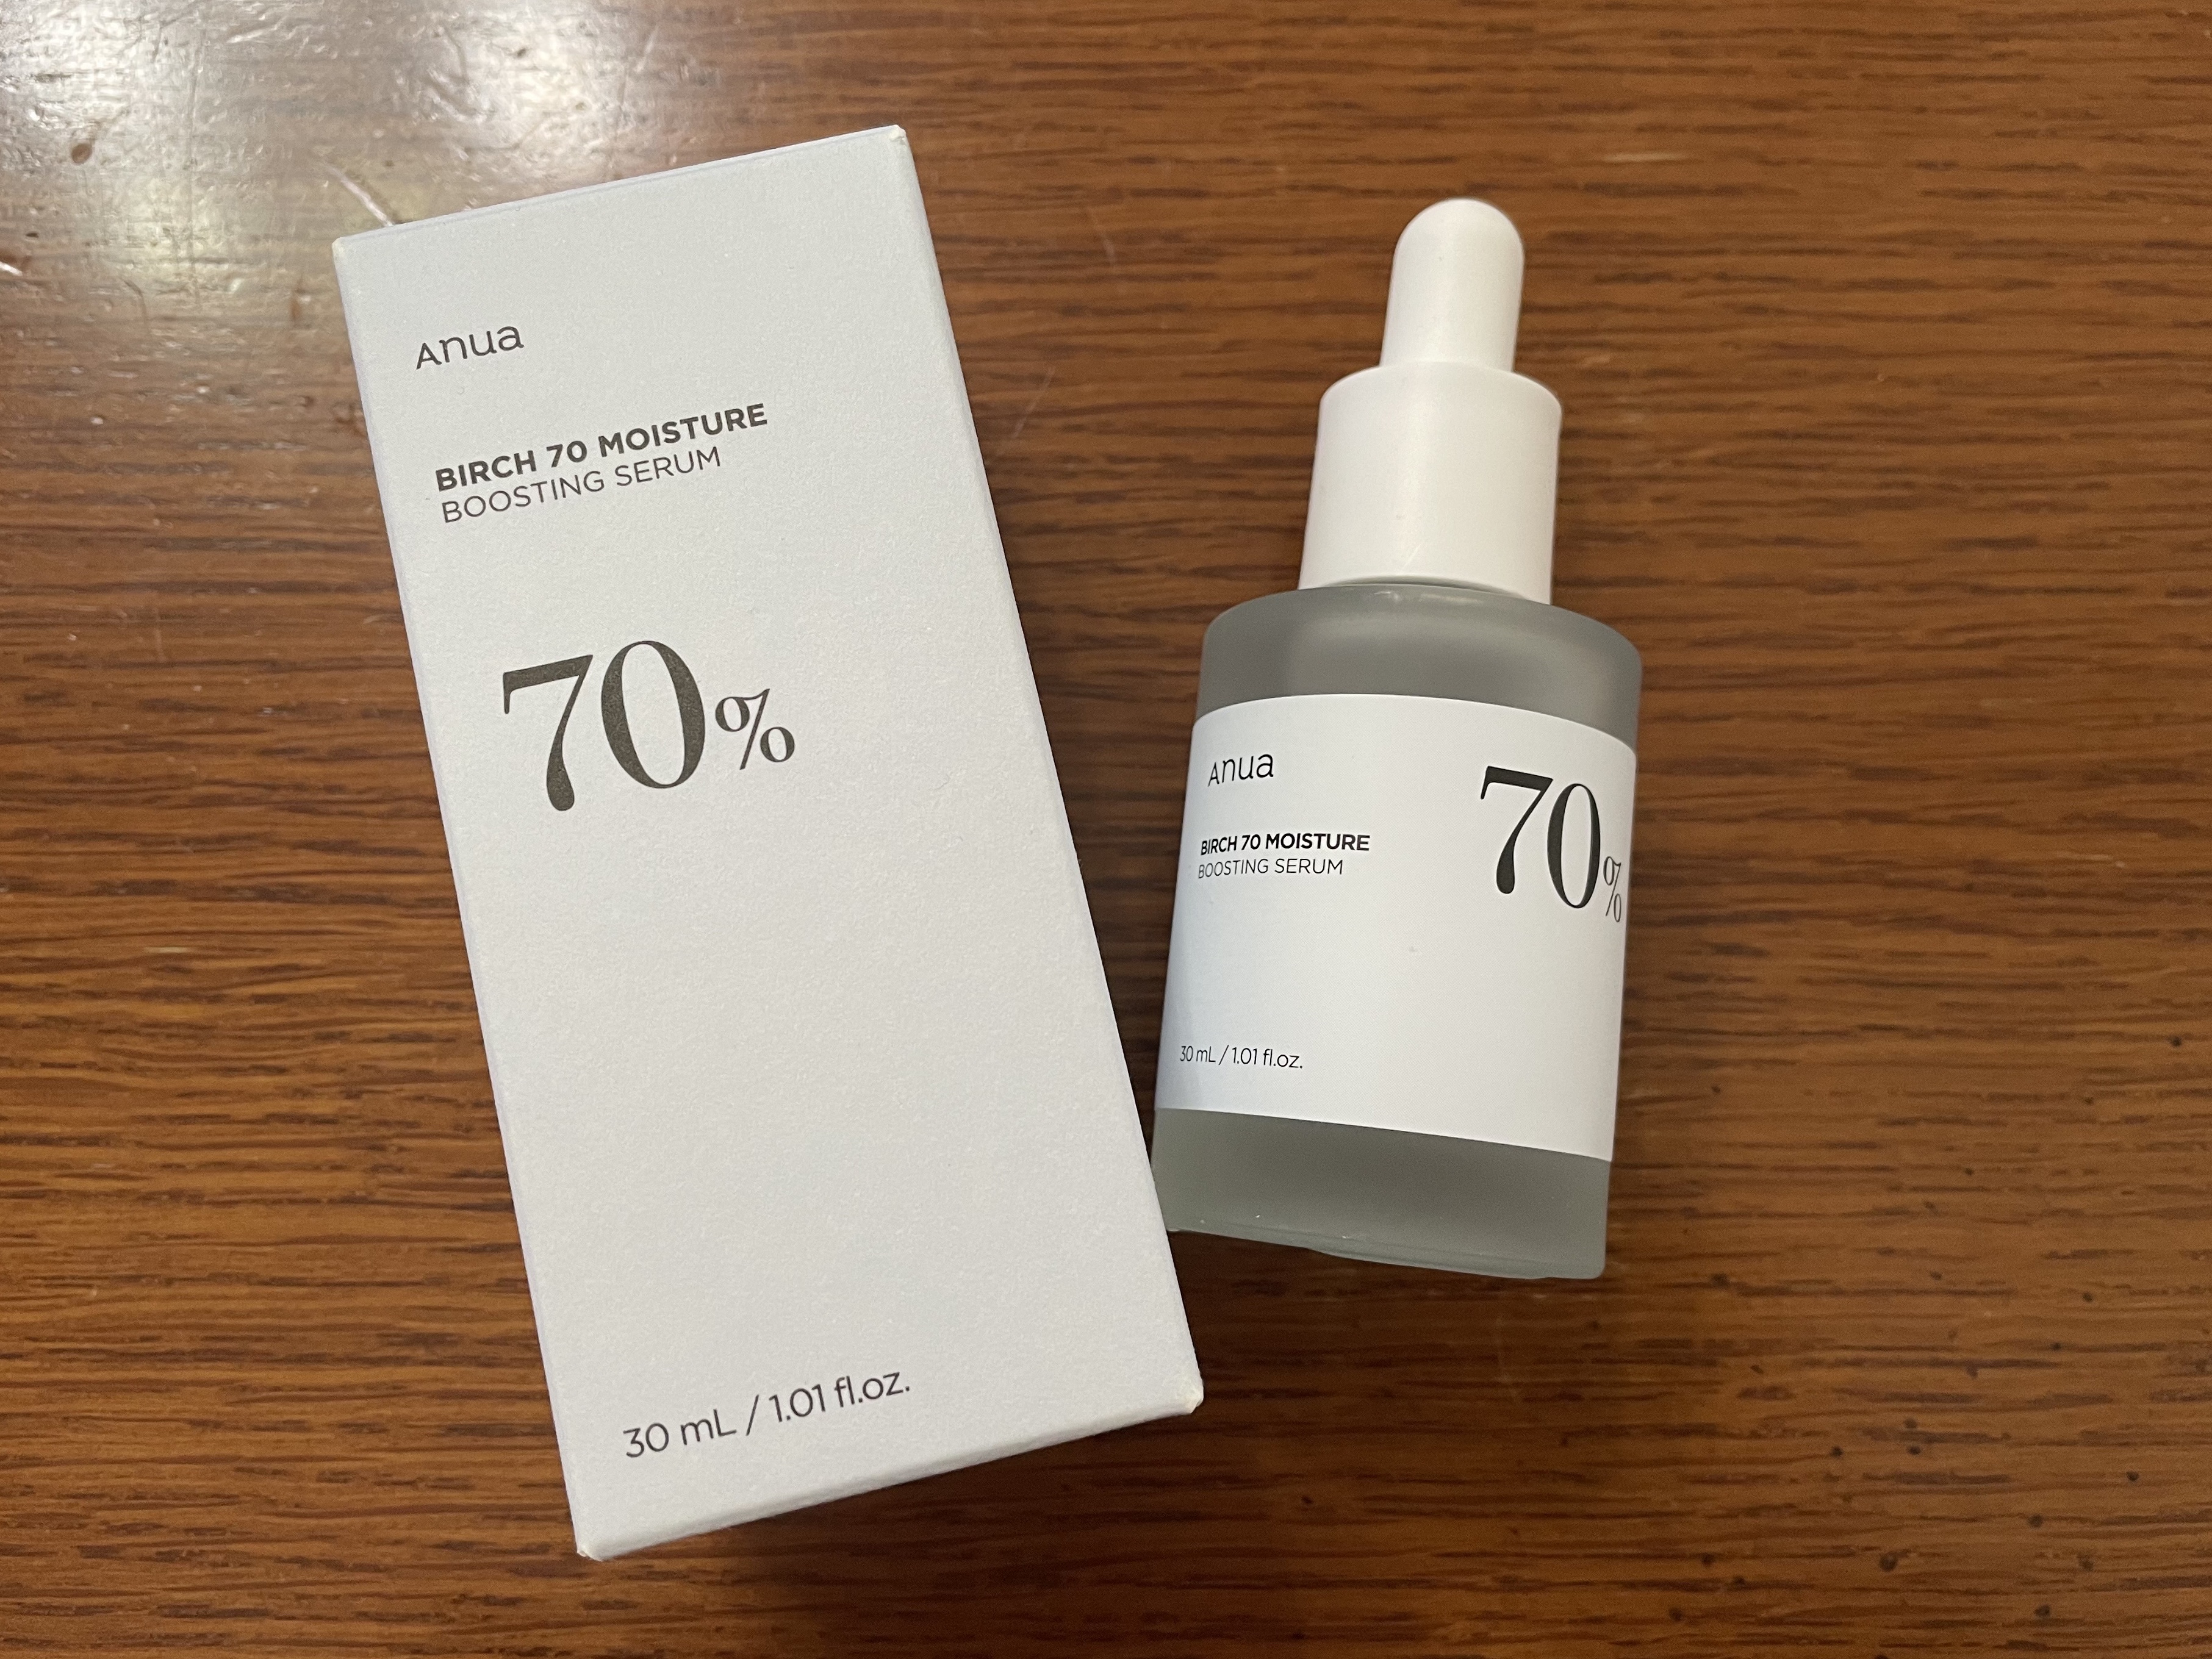 Anua
BIRCH 70 MOISTURE
BOOSTING SERUM
70%
30 mL / 1.01 fl.oz.
Anua
70%
BIRCH 70 MOISTURE
BOOSTING SERUM
30 mL / 1.01 fl.oz.